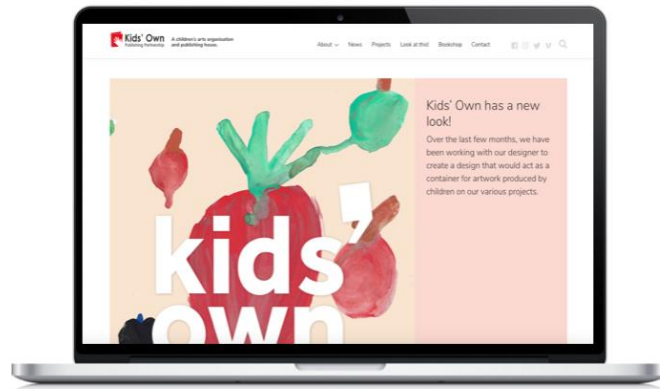 Kids' Own
Publishing Partnership
A children's arts organisation
and publishing house.
About News Projects Look at this! Bookshop Contact
Kids' Own has a new
look!
Over the last few months, we have
been working with our designer to
create a design that would act as a
container for artwork produced by
children on our various projects.
kids'
own